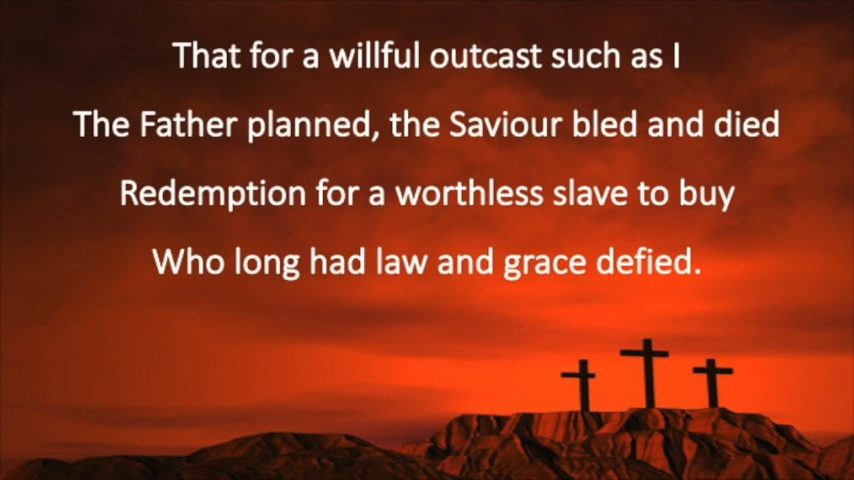 That for a willful outcast such as I
The Father planned, the Saviour bled and died
Redemption for a worthless slave to buy
Who long had law and grace defied.